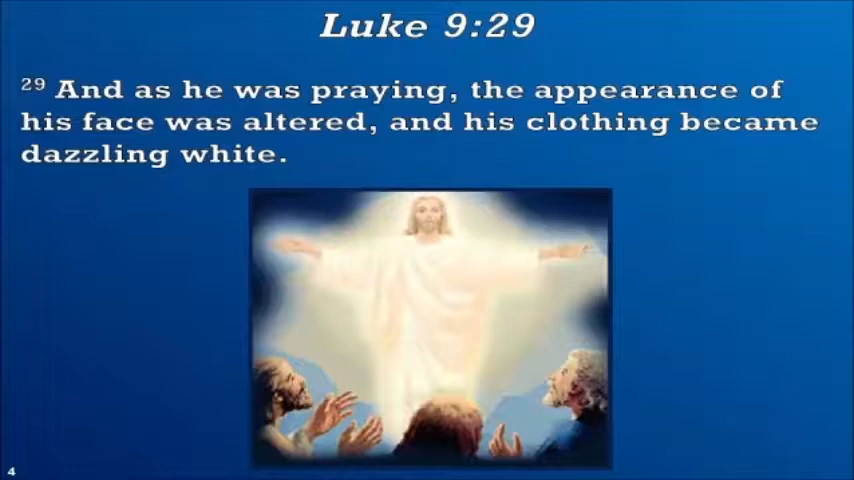 Luke 9:29
29 And as he was praying, the appearance of
his face was altered, and his clothing became
dazzling white.
4